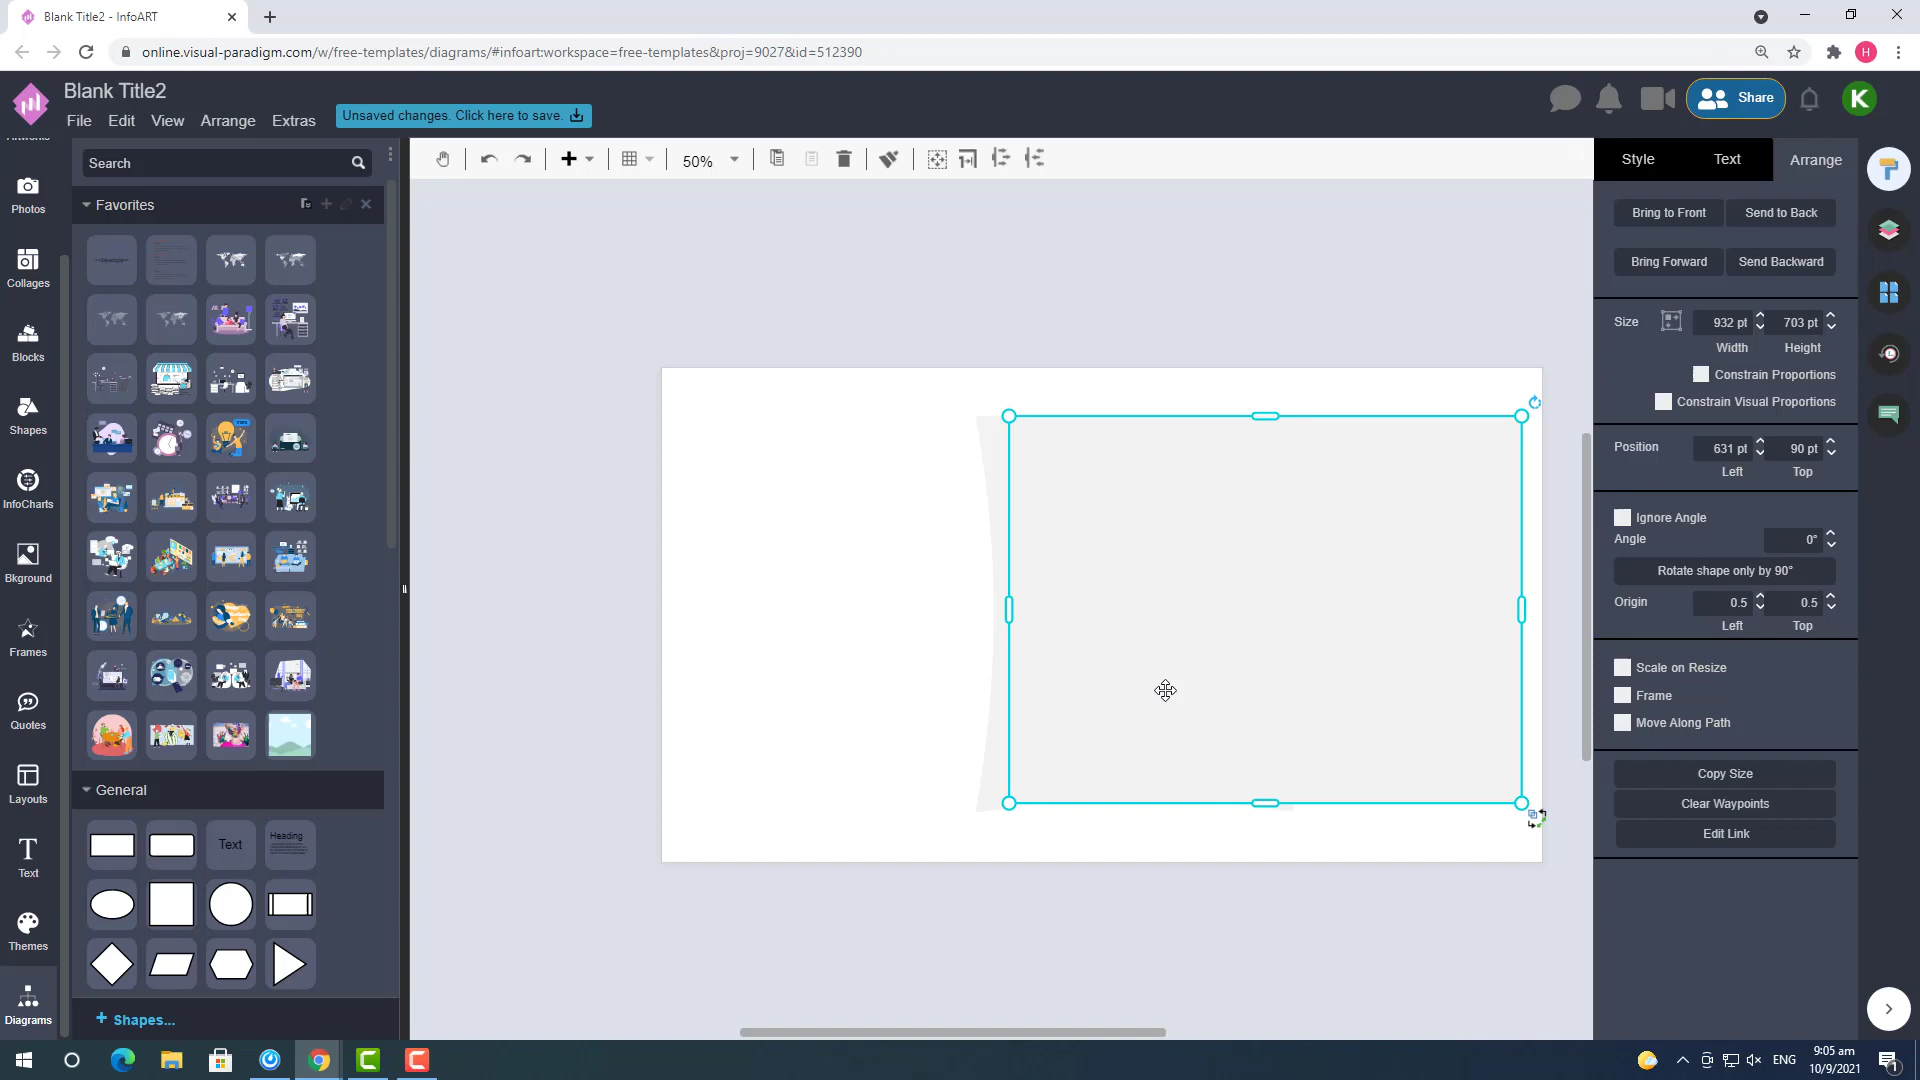 Blank Title2 - InfoART
online.visual-paradigm.com/w/free-templates/diagrams/#infoart:workspace=free-templates&proj=9027&id=512390
H
Blank Title2
File Edit View Arrange Extras
Unsaved changes. Click here to save.
Share
K
Search
50%
Style Text Arrange
Photos
Collages
Blocks
Shapes
InfoCharts
Bkground
Frames
Quotes
Layouts
Text
Themes
Diagrams
Favorites
General
Text
Heading
+ Shapes...
Bring to Front Send to Back
Bring Forward Send Backward
Size 932 pt 703 pt
Width Height
Constrain Proportions
Constrain Visual Proportions
Position 631 pt 90 pt
Left Top
Ignore Angle
Angle 0°
Rotate shape only by 90°
Origin 0.5 0.5
Left Top
Scale on Resize
Frame
Move Along Path
Copy Size
Clear Waypoints
Edit Link
ENG
9:05 am
10/9/2021
1